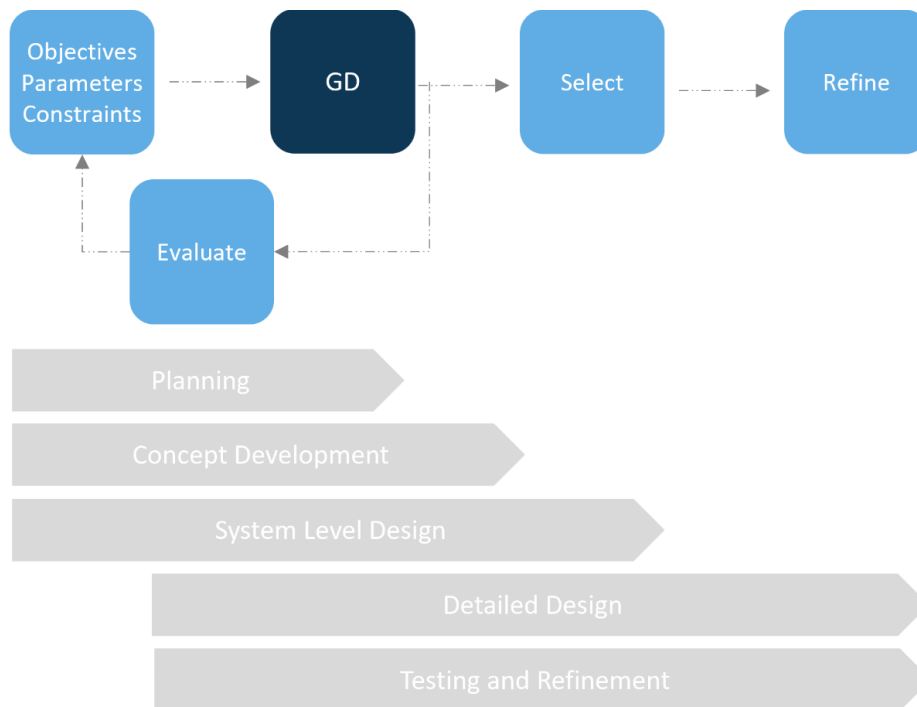 Objectives
Parameters
Constraints
GD
Select
Refine
Evaluate
Planning
Concept Development
System Level Design
Detailed Design
Testing and Refinement